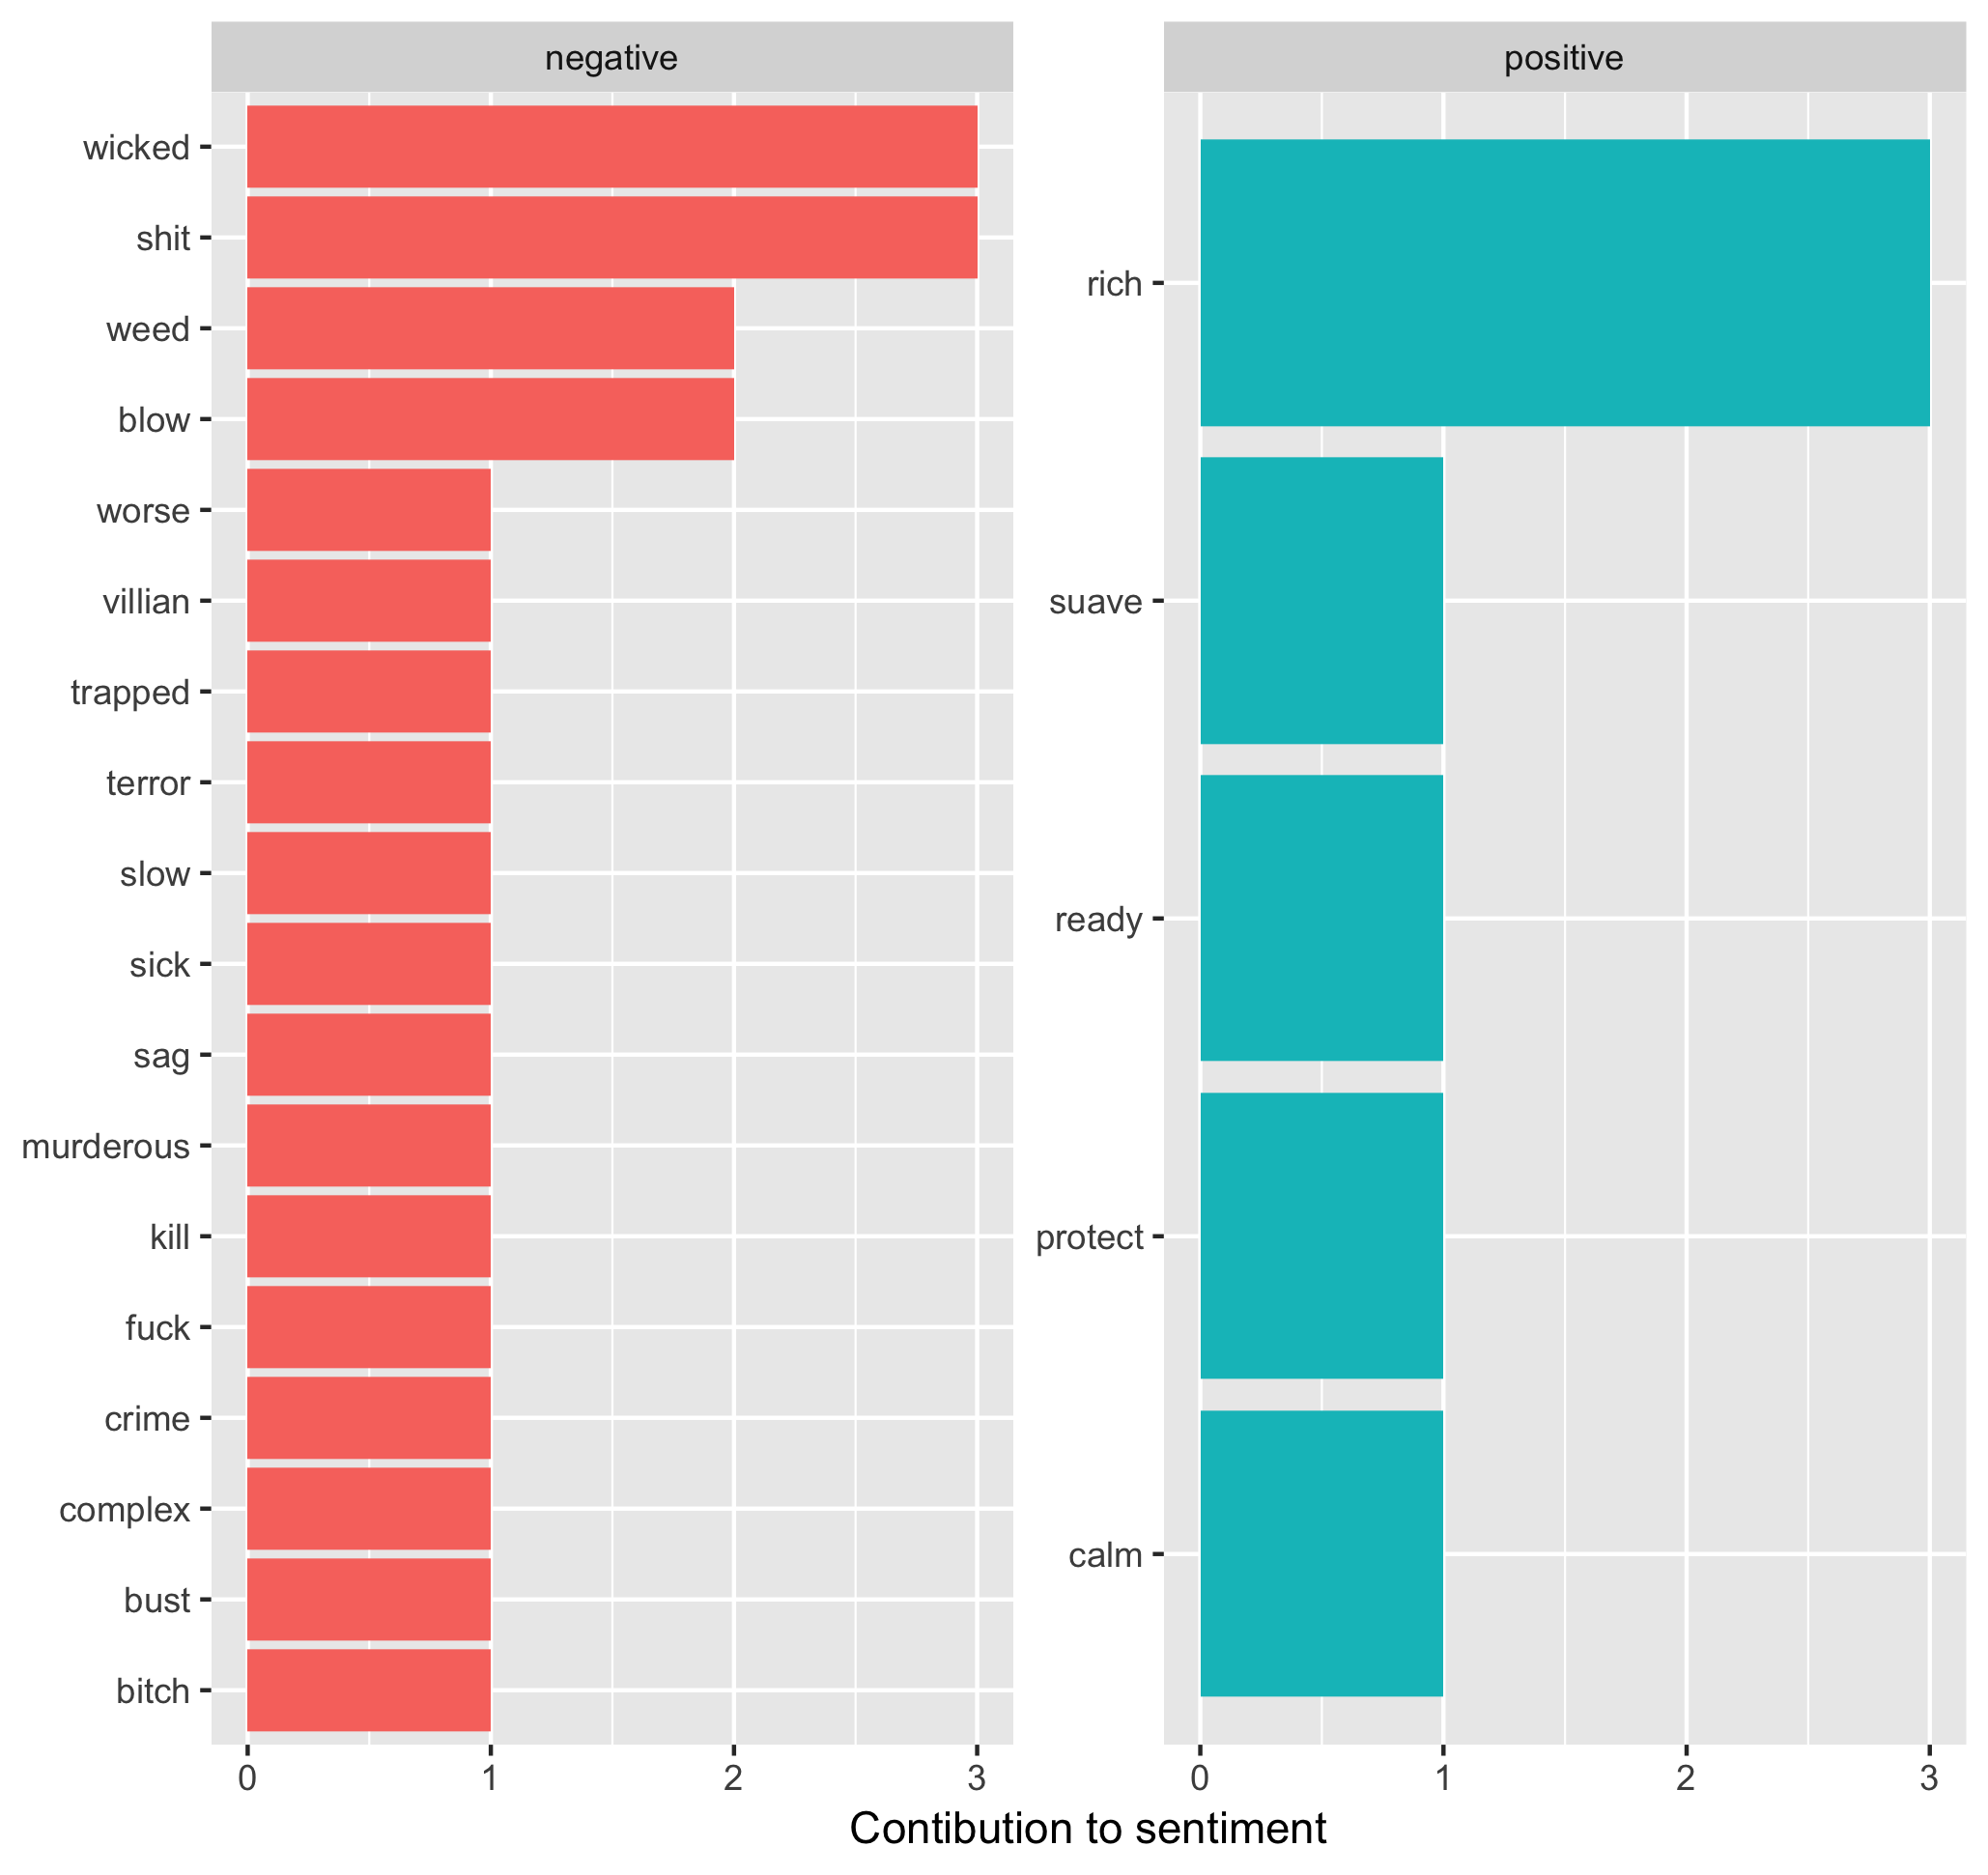 negative
wicked
shit
weed
blow
worse
villian
trapped
terror
slow
sick
sag
murderous
kill
fuck
crime
complex
bust
bitch
0 1 2 3
positive
rich
suave
ready
protect
calm
0 1 2 3
Contibution to sentiment